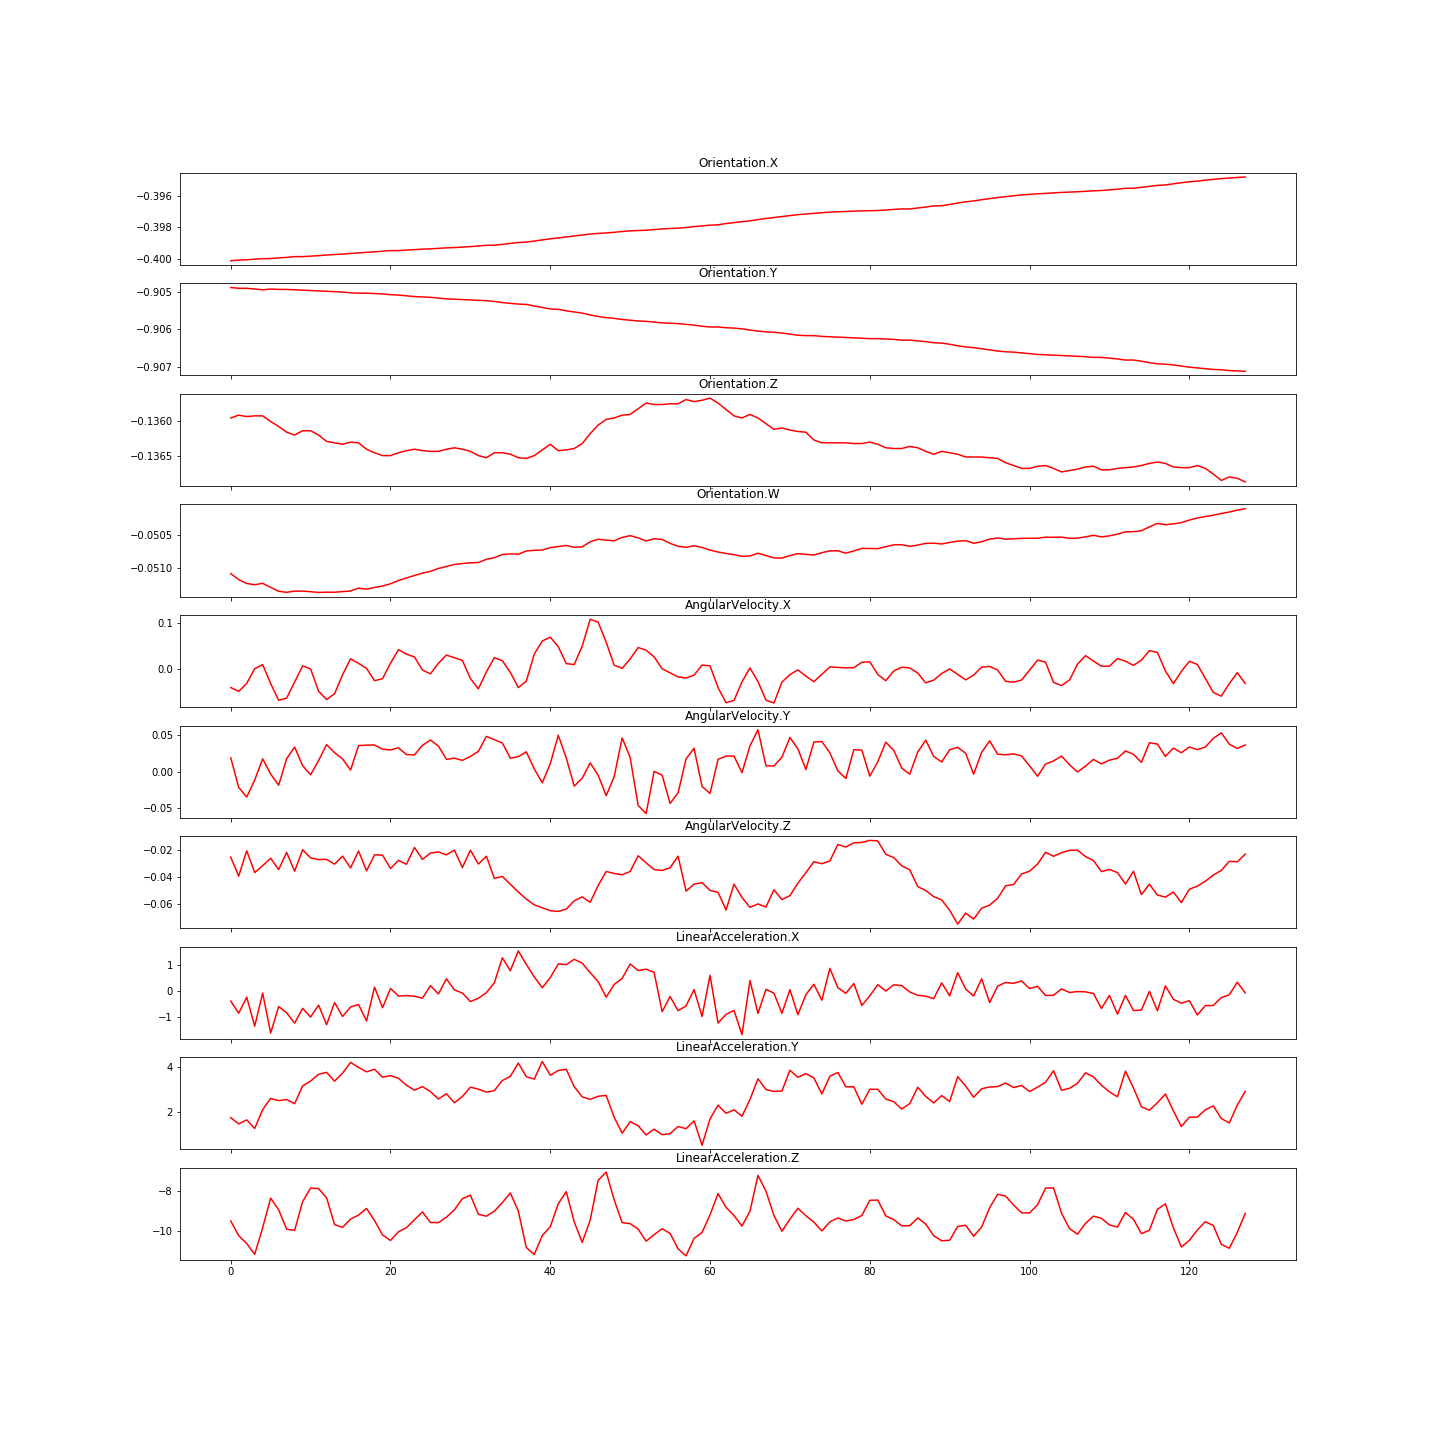 Orientation.X
−0.396
−0.398
−0.400
Orientation.Y
−0.905
−0.906
−0.907
Orientation.Z
−0.1360
−0.1365
Orientation.W
−0.0505
−0.0510
AngularVelocity.X
0.1
0.0
AngularVelocity.Y
0.05
0.00
−0.05
AngularVelocity.Z
−0.02
−0.04
−0.06
LinearAcceleration.X
1
0
−1
LinearAcceleration.Y
4
2
LinearAcceleration.Z
−8
−10
0 20 40 60 80 100 120